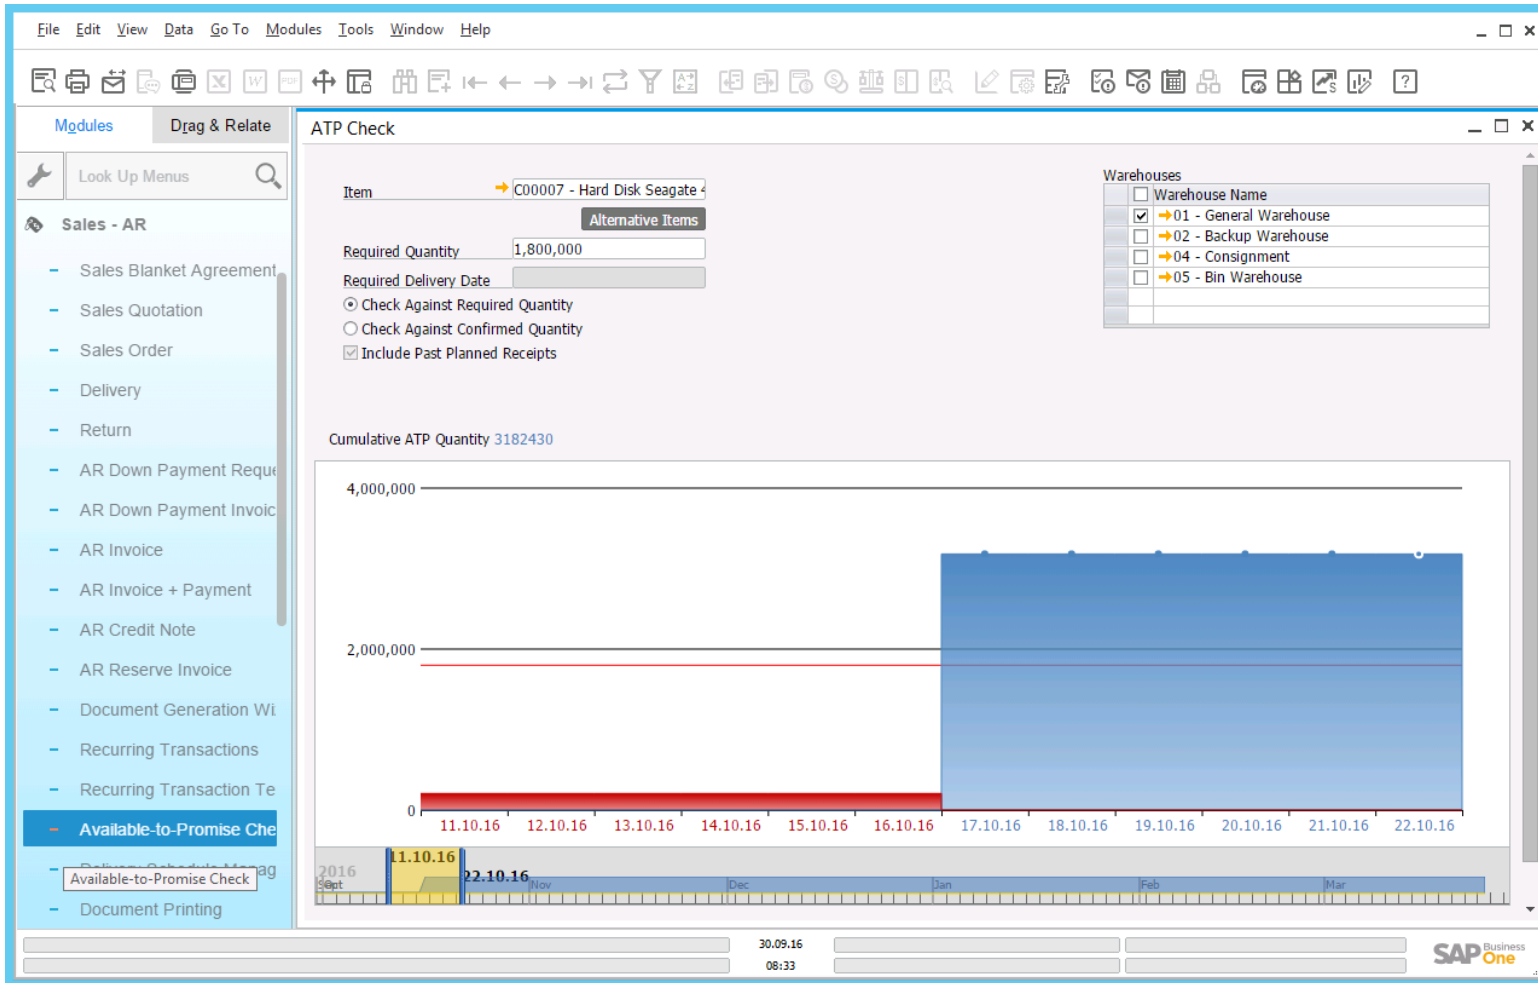 File Edit View Data Go To Modules Tools Window Help
Modules Drag & Relate
Look Up Menus
Sales - AR
Sales Blanket Agreement
Sales Quotation
Sales Order
Delivery
Return
AR Down Payment Reque
AR Down Payment Invoic
AR Invoice
AR Invoice + Payment
AR Credit Note
AR Reserve Invoice
Document Generation Wi
Recurring Transactions
Recurring Transaction Te
Available-to-Promise Che
Available-to-Promise Check
Document Printing
ATP Check
Item C00007 - Hard Disk Seagate 4
Alternative Items
Required Quantity 1,800,000
Required Delivery Date
Check Against Required Quantity
Check Against Confirmed Quantity
Include Past Planned Receipts
Warehouses
Warehouse Name
01 - General Warehouse
02 - Backup Warehouse
04 - Consignment
05 - Bin Warehouse
Cumulative ATP Quantity 3182430
4,000,000
2,000,000
0
11.10.16 12.10.16 13.10.16 14.10.16 15.10.16 16.10.16 17.10.16 18.10.16 19.10.16 20.10.16 21.10.16 22.10.16
11.10.16
2016 22.10.16
Nov Dec Jan Feb Mar
30.09.16
08:33
SAP Business One